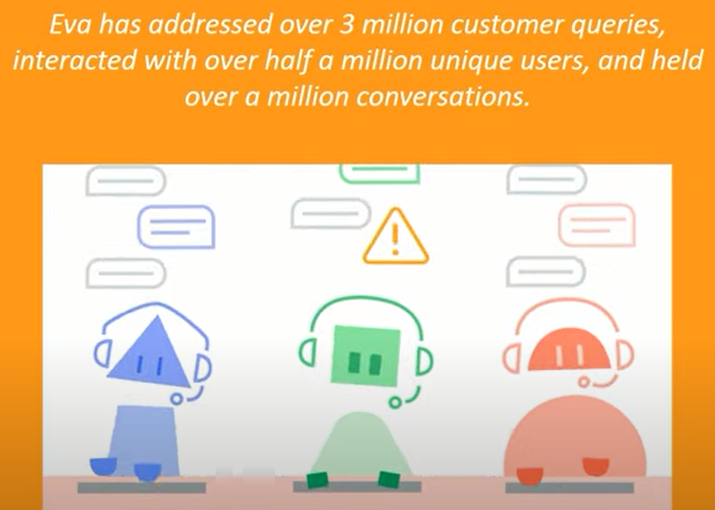 Eva has addressed over 3 million customer queries,
interacted with over half a million unique users, and held
over a million conversations.